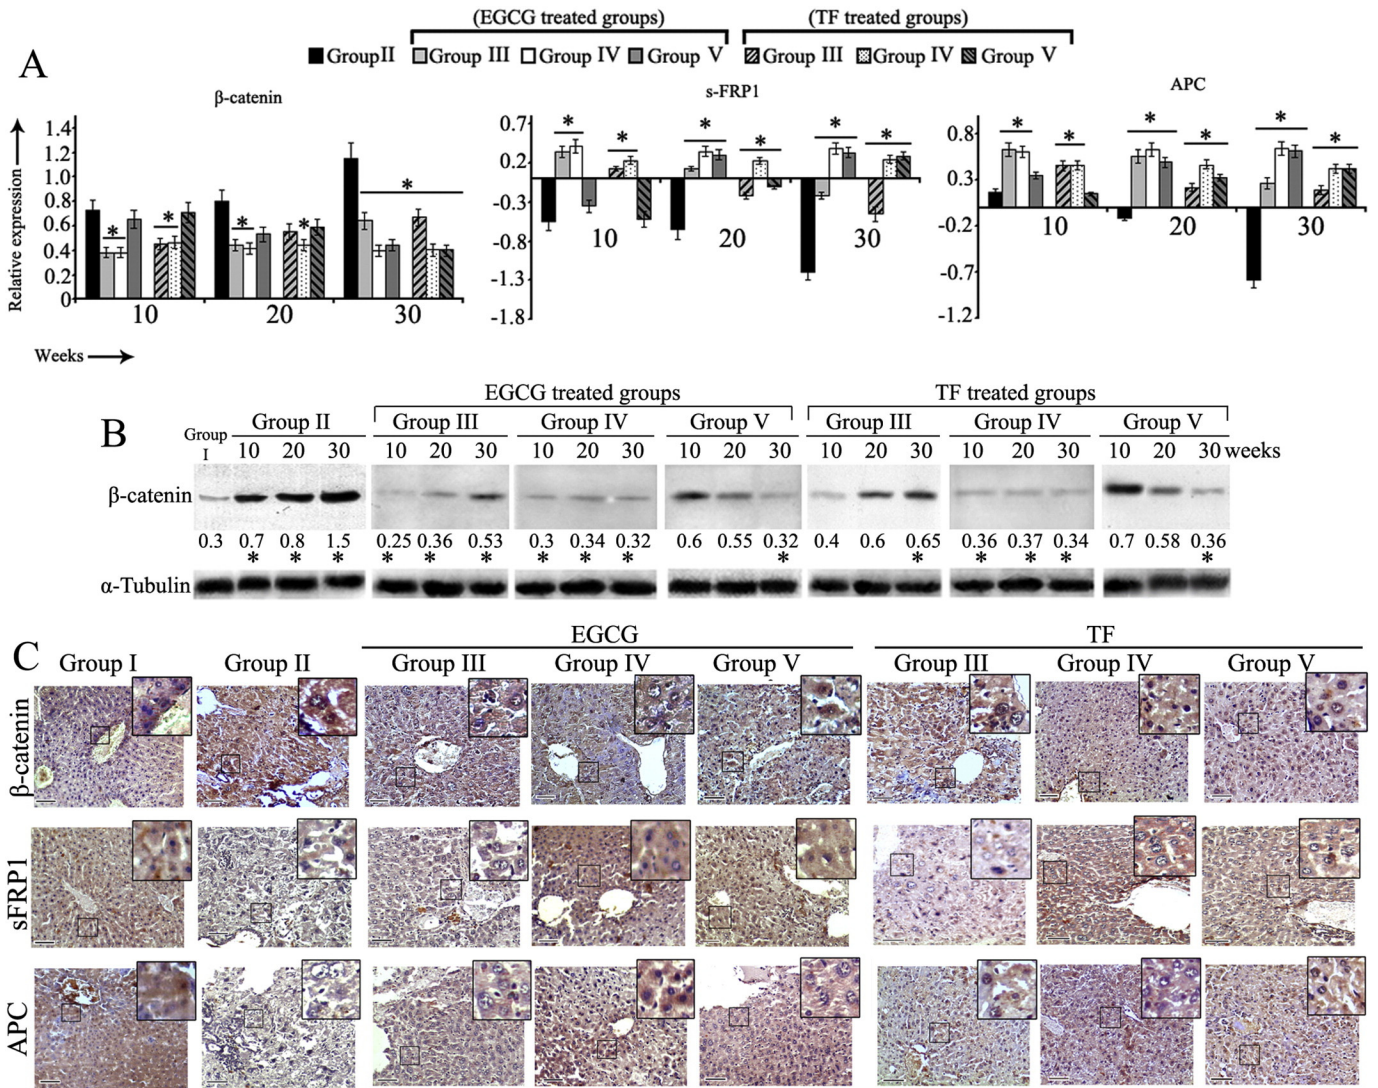 (EGCG treated groups) (TF treated groups)
GroupII Group III Group IV Group V Group III Group IV Group V
A
β-catenin s-FRP1 APC
Relative expression
1.4
1.2
1.0
0.8
0.6
0.4
0.2
0
* * * * *
10 20 30
Weeks
0.7
0.2
-0.3
-0.8
-1.3
-1.8
* * * * * *
10 20 30
0.8
0.3
-0.2
-0.7
-1.2
* * * * * *
10 20 30
B
EGCG treated groups TF treated groups
Group I Group II Group III Group IV Group V Group III Group IV Group V
10 20 30 10 20 30 10 20 30 10 20 30 10 20 30 10 20 30 10 20 30 weeks
β-catenin
0.3 0.7 0.8 1.5 0.25 0.36 0.53 0.3 0.34 0.32 0.6 0.55 0.32 0.4 0.6 0.65 0.36 0.37 0.34 0.7 0.58 0.36
* * * * * * * * * * * * * * *
α-Tubulin
C
EGCG TF
Group I Group II Group III Group IV Group V Group III Group IV Group V
β-catenin
sFRP1
APC